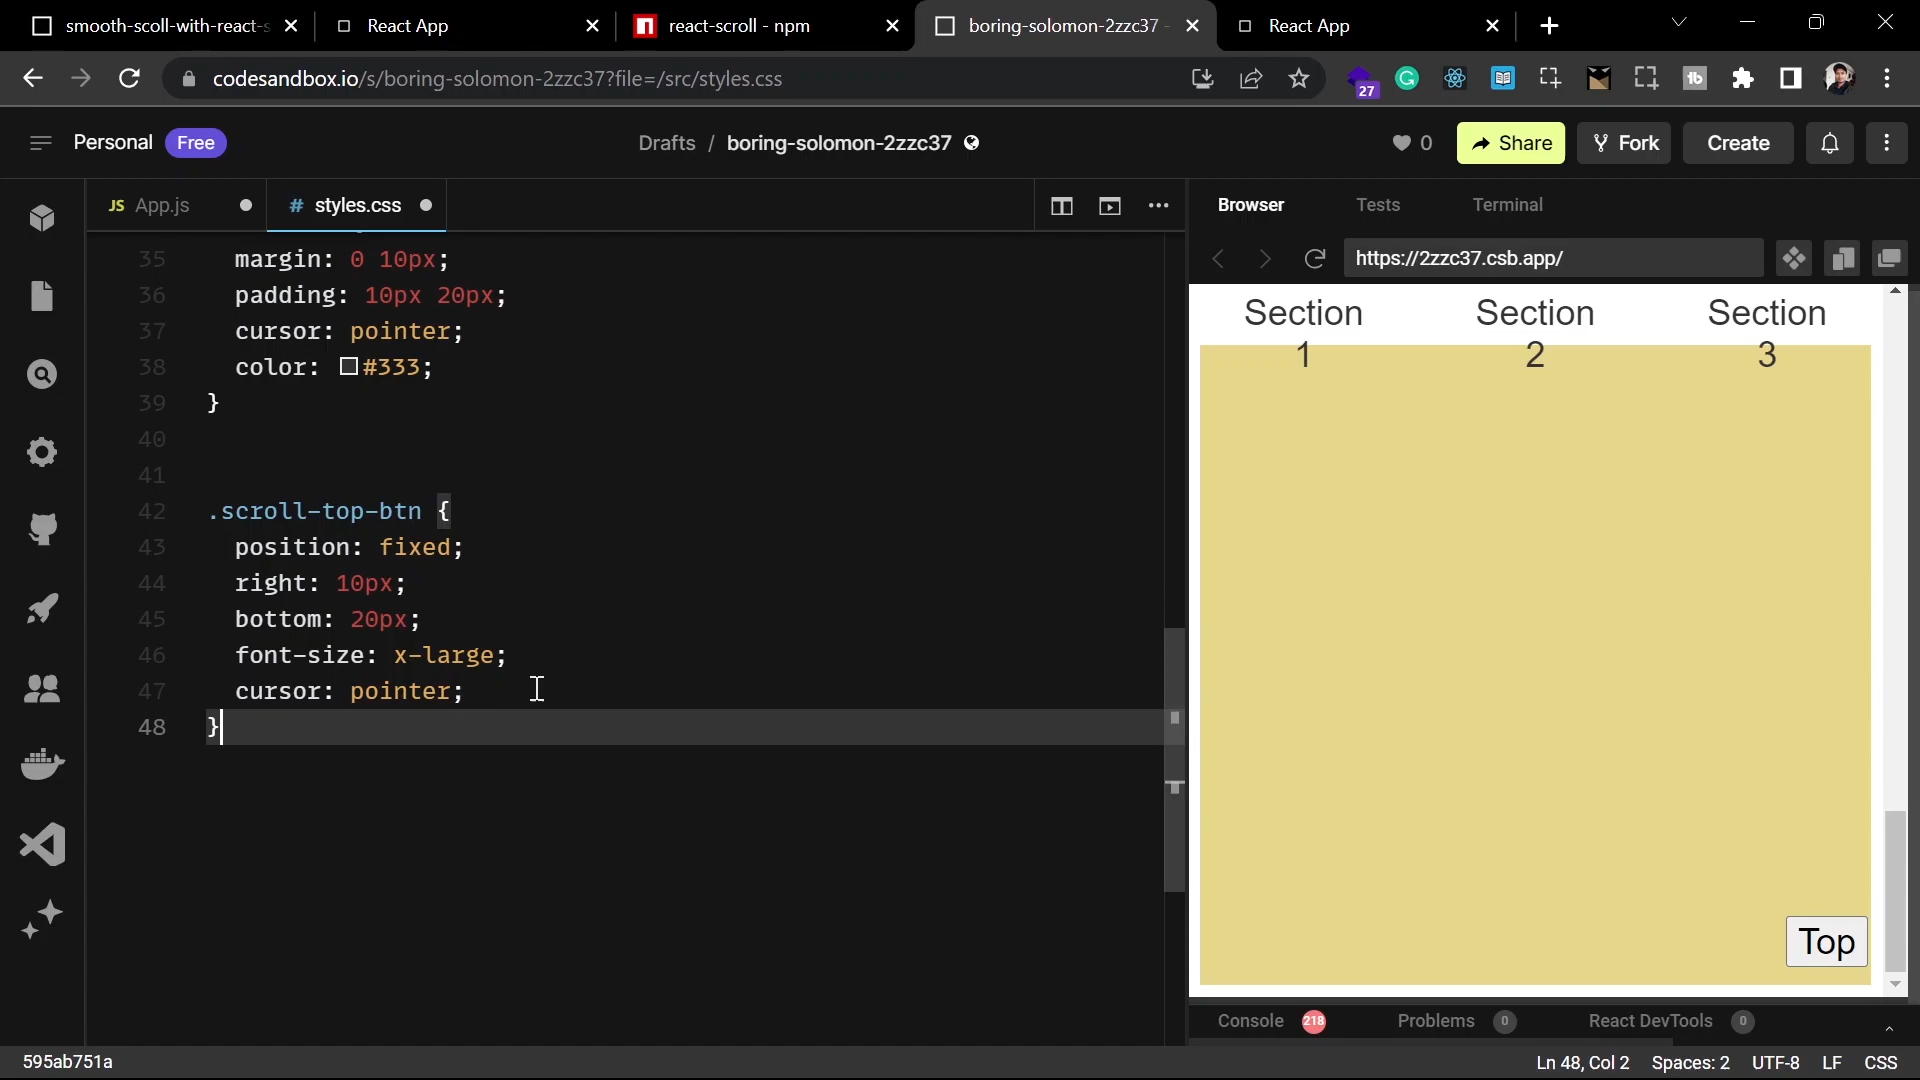 smooth-scoll-with-react-s
React App
react-scroll - npm
boring-solomon-2zzc37 -
React App
codesandbox.io/s/boring-solomon-2zzc37?file=/src/styles.css
27
Personal Free
Drafts / boring-solomon-2zzc37
0 Share Fork Create
JS App.js
# styles.css
Browser Tests Terminal
https://2zzc37.csb.app/
35 margin: 0 10px;
36 padding: 10px 20px;
37 cursor: pointer;
38 color: #333;
39 }
40
41
42 .scroll-top-btn {
43 position: fixed;
44 right: 10px;
45 bottom: 20px;
46 font-size: x-large;
47 cursor: pointer;
48 }
Section 1
Section 2
Section 3
Top
Console 218 Problems 0 React DevTools 0
595ab751a
Ln 48, Col 2 Spaces: 2 UTF-8 LF CSS